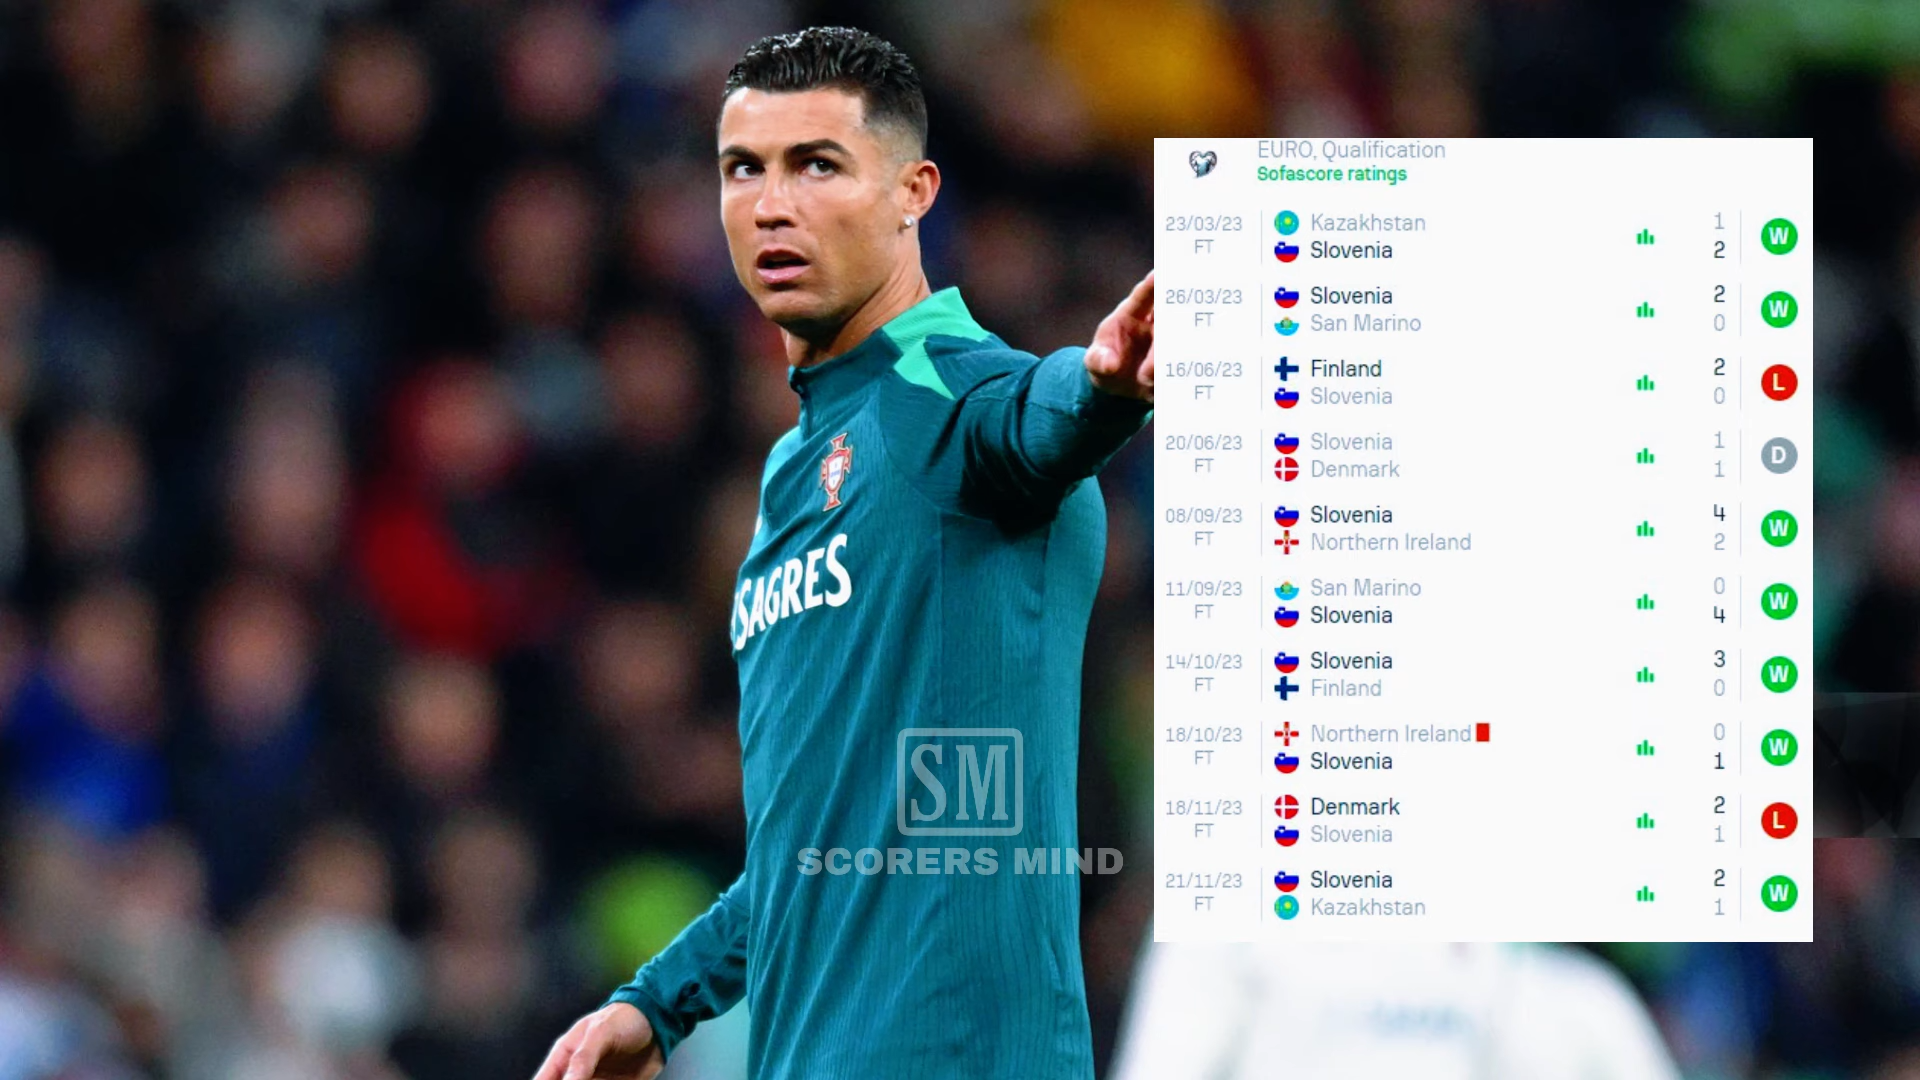 SAGRES
SM
SCORERS MIND
EURO, Qualification
Sofascore ratings
23/03/23 Kazakhstan 1
FT Slovenia 2 W
26/03/23 Slovenia 2
FT San Marino 0 W
16/06/23 Finland 2
FT Slovenia 0 L
20/06/23 Slovenia 1
FT Denmark 1 D
08/09/23 Slovenia 4
FT Northern Ireland 2 W
11/09/23 San Marino 0
FT Slovenia 4 W
14/10/23 Slovenia 3
FT Finland 0 W
18/10/23 Northern Ireland 0
FT Slovenia 1 W
18/11/23 Denmark 2
FT Slovenia 1 L
21/11/23 Slovenia 2
FT Kazakhstan 1 W